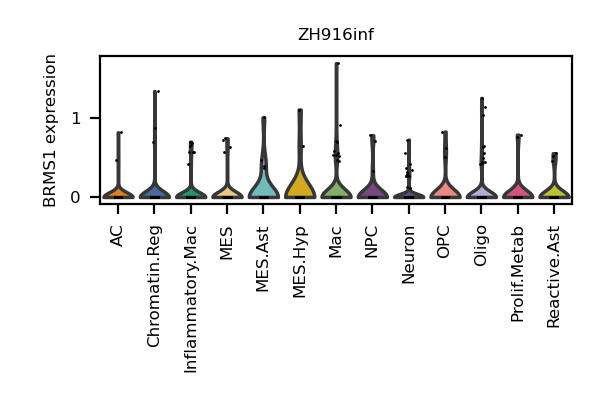 ZH916inf
BRMS1 expression
1
0
AC
Chromatin.Reg
Inflammatory.Mac
MES
MES.Ast
MES.Hyp
Mac
NPC
Neuron
OPC
Oligo
Prolif.Metab
Reactive.Ast